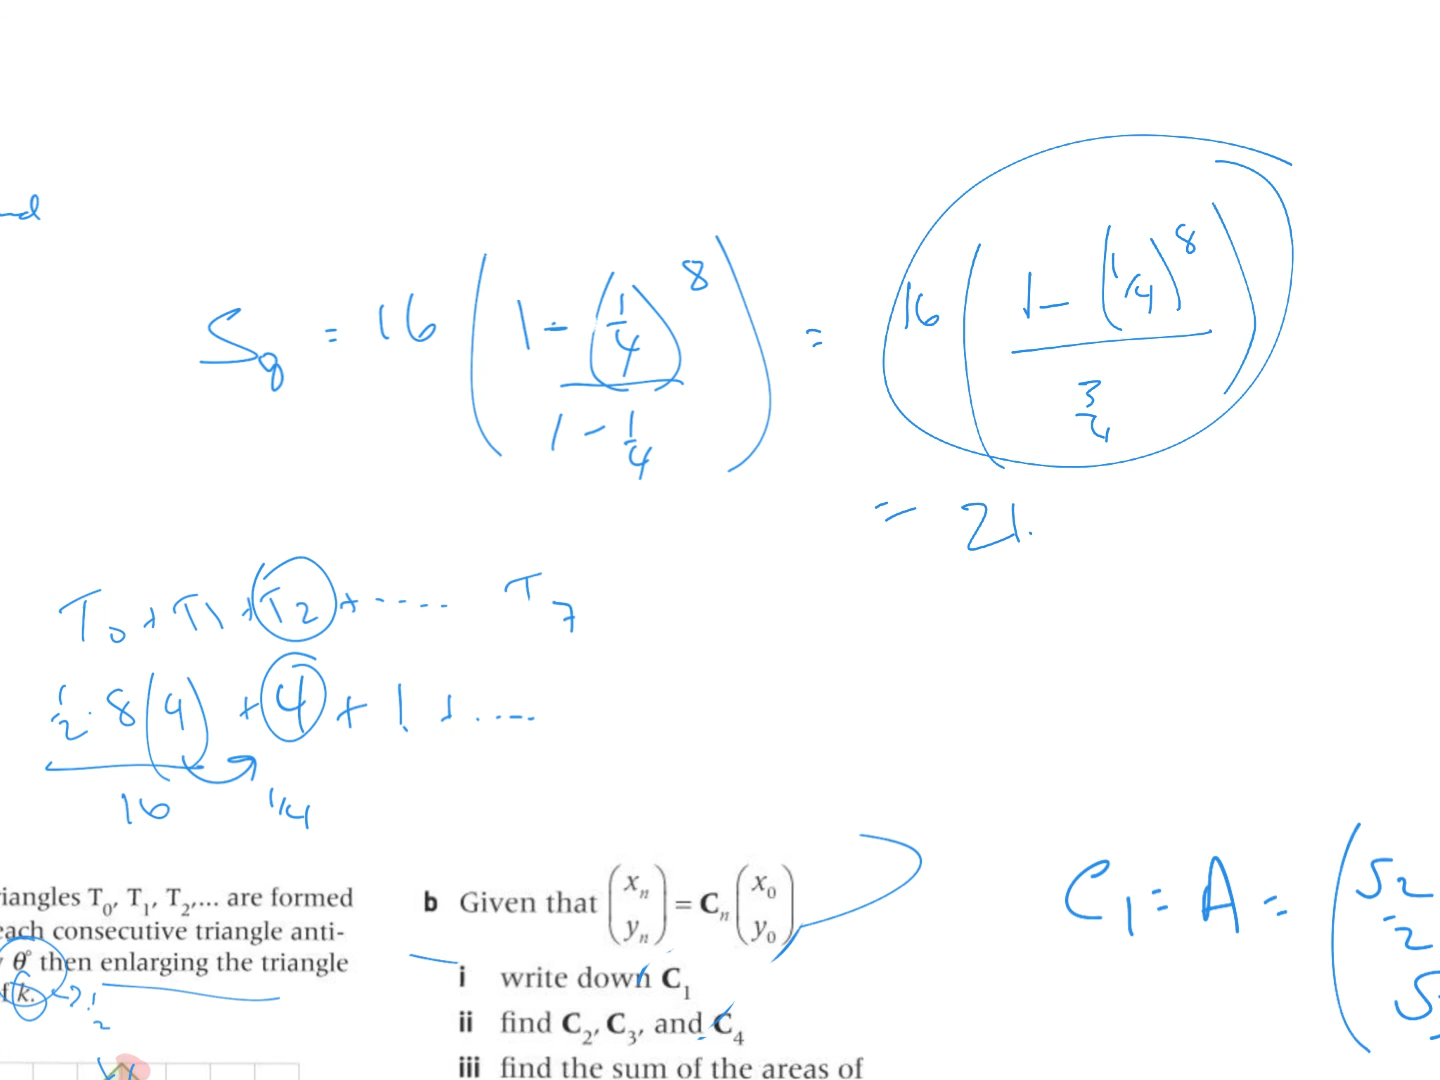 S₈ = 16 ( (1 - (1/4)^8) / (1 - 1/4) ) = 16 ( (1 - (1/4)^8) / (3/4) )
= 21.
T₀ + T₁ + T₂ + ..... T₇
1/2 · 8(4) + 4 + 1 + .....
16 1/4
iangles T₀, T₁, T₂,... are formed
each consecutive triangle anti-
θ° then enlarging the triangle
f k. → 1/2
b Given that (xₙ yₙ) = Cₙ (x₀ y₀)
i write down C₁
ii find C₂, C₃, and C₄
iii find the sum of the areas of
C₁ = A =